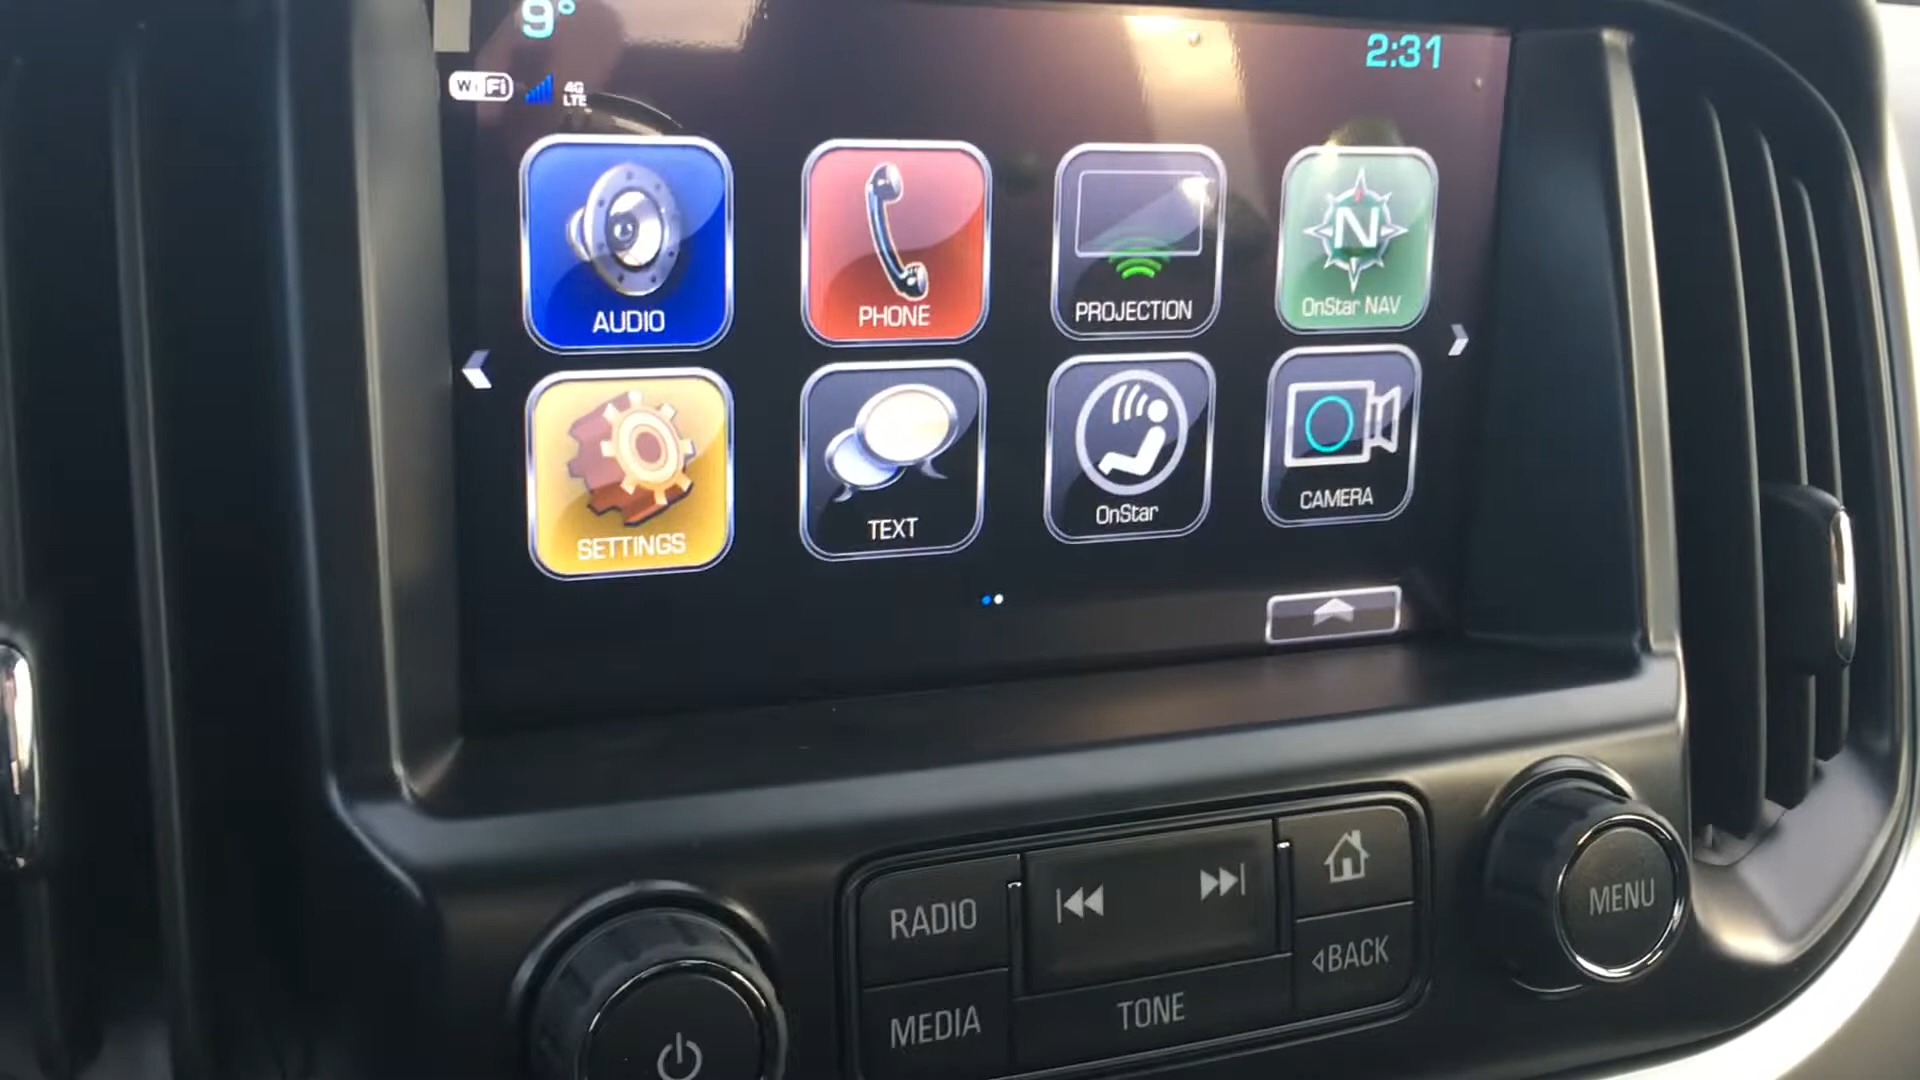 9°
2:31
WiFi
4G
LTE
AUDIO
PHONE
PROJECTION
N
OnStar NAV
SETTINGS
TEXT
OnStar
CAMERA
RADIO
MENU
BACK
MEDIA
TONE